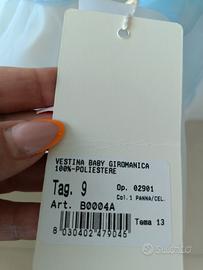 VESTINA BABY GIROMANICA
100%-POLIESTERE
Tag. 9 Op. 02901
Col.1 PANNA/CEL.
Art. B0004A
Tema 13
8 030402 479045
subito